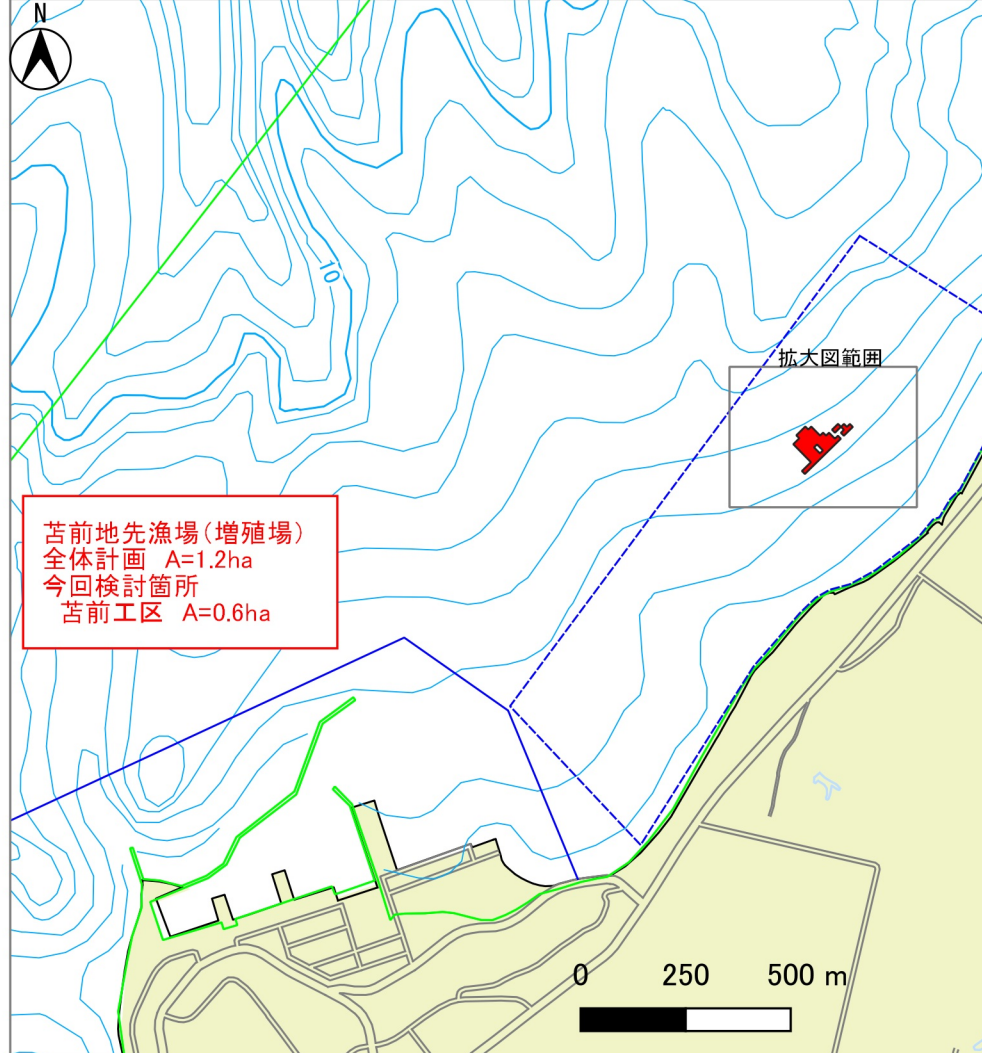 N
10
拡大図範囲
苫前地先漁場(増殖場)
全体計画 A=1.2ha
今回検討箇所
苫前工区 A=0.6ha
0 250 500 m